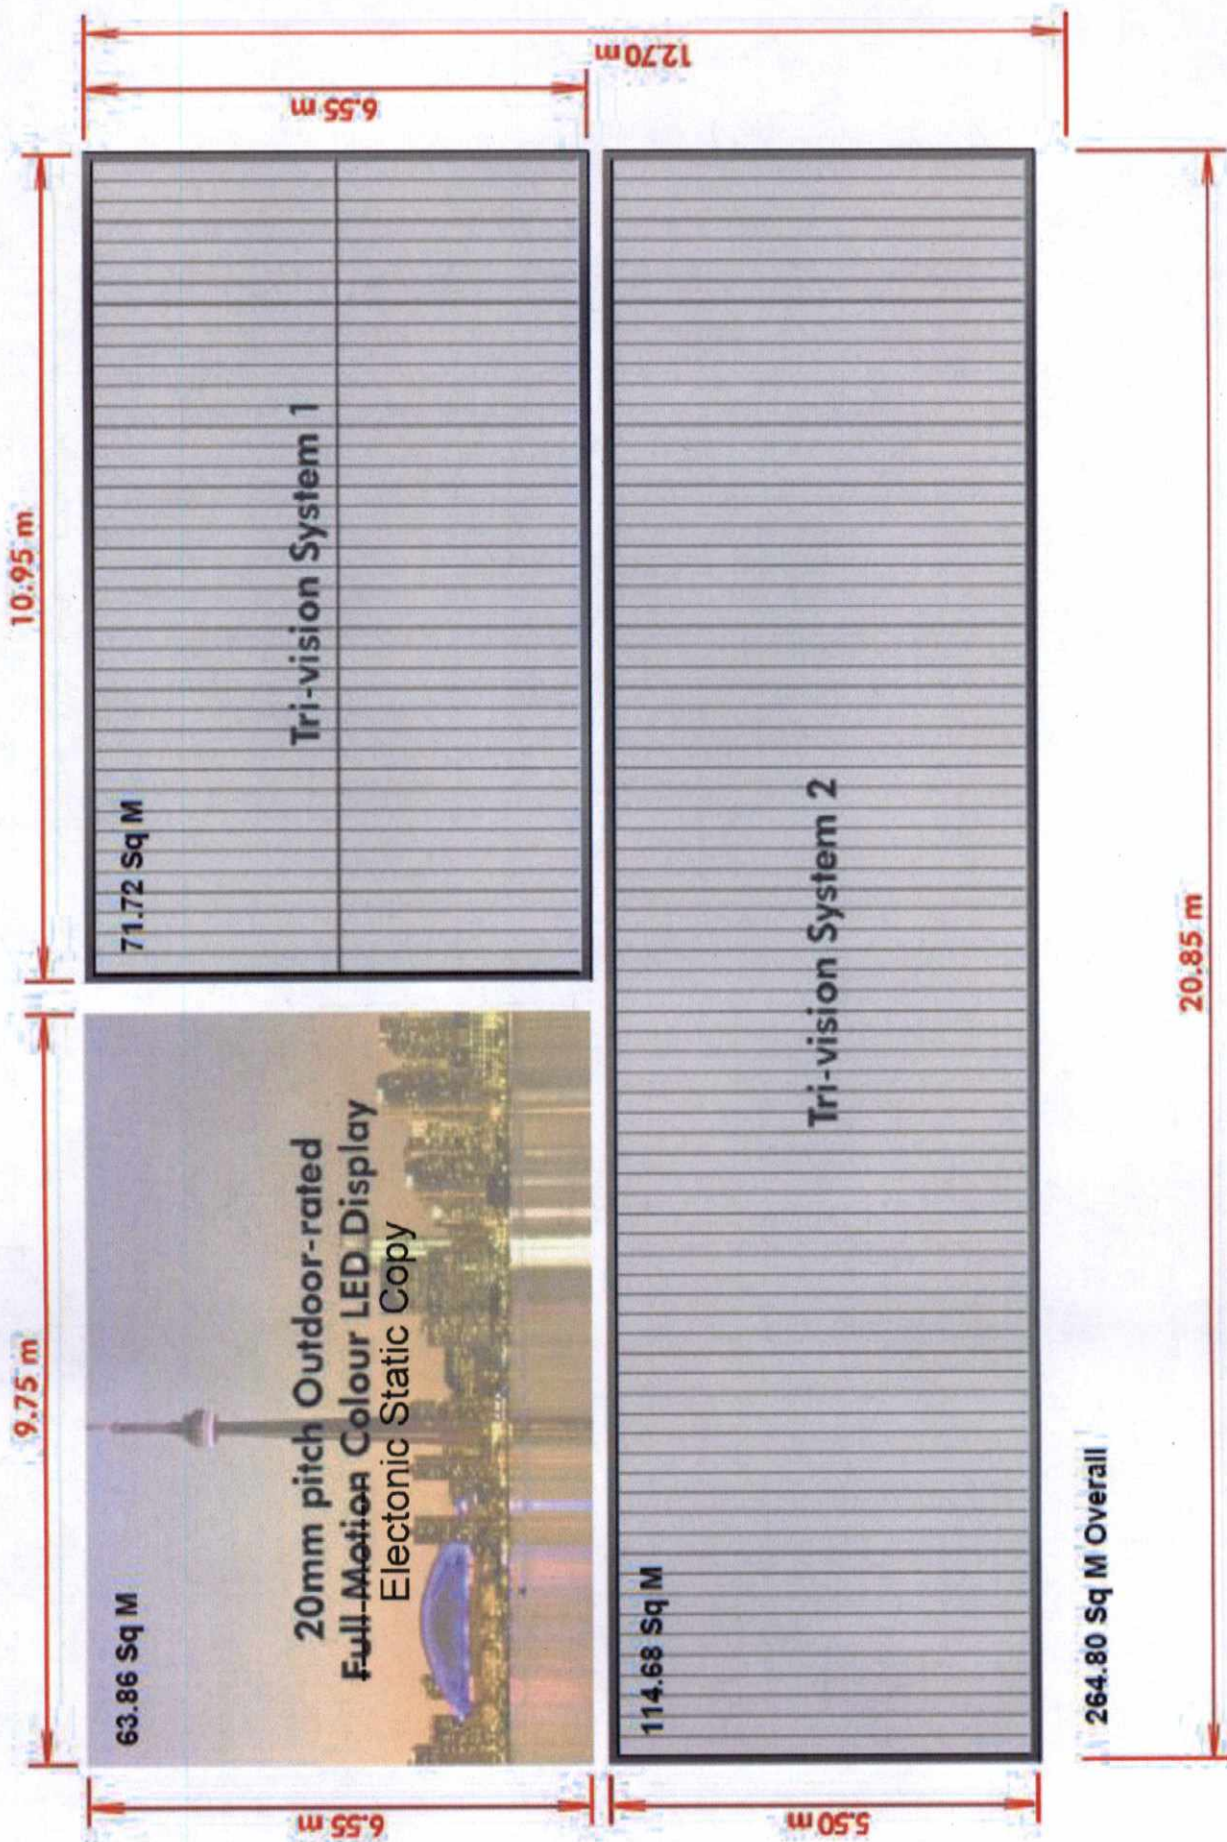 9.75 m
10.95 m
63.86 Sq M
20mm pitch Outdoor-rated
Full Motion Colour LED Display
Electonic Static Copy
71.72 Sq M
Tri-vision System 1
6.55 m
6.55 m
12.70 m
114.68 Sq M
Tri-vision System 2
5.50 m
264.80 Sq M Overall
20.85 m